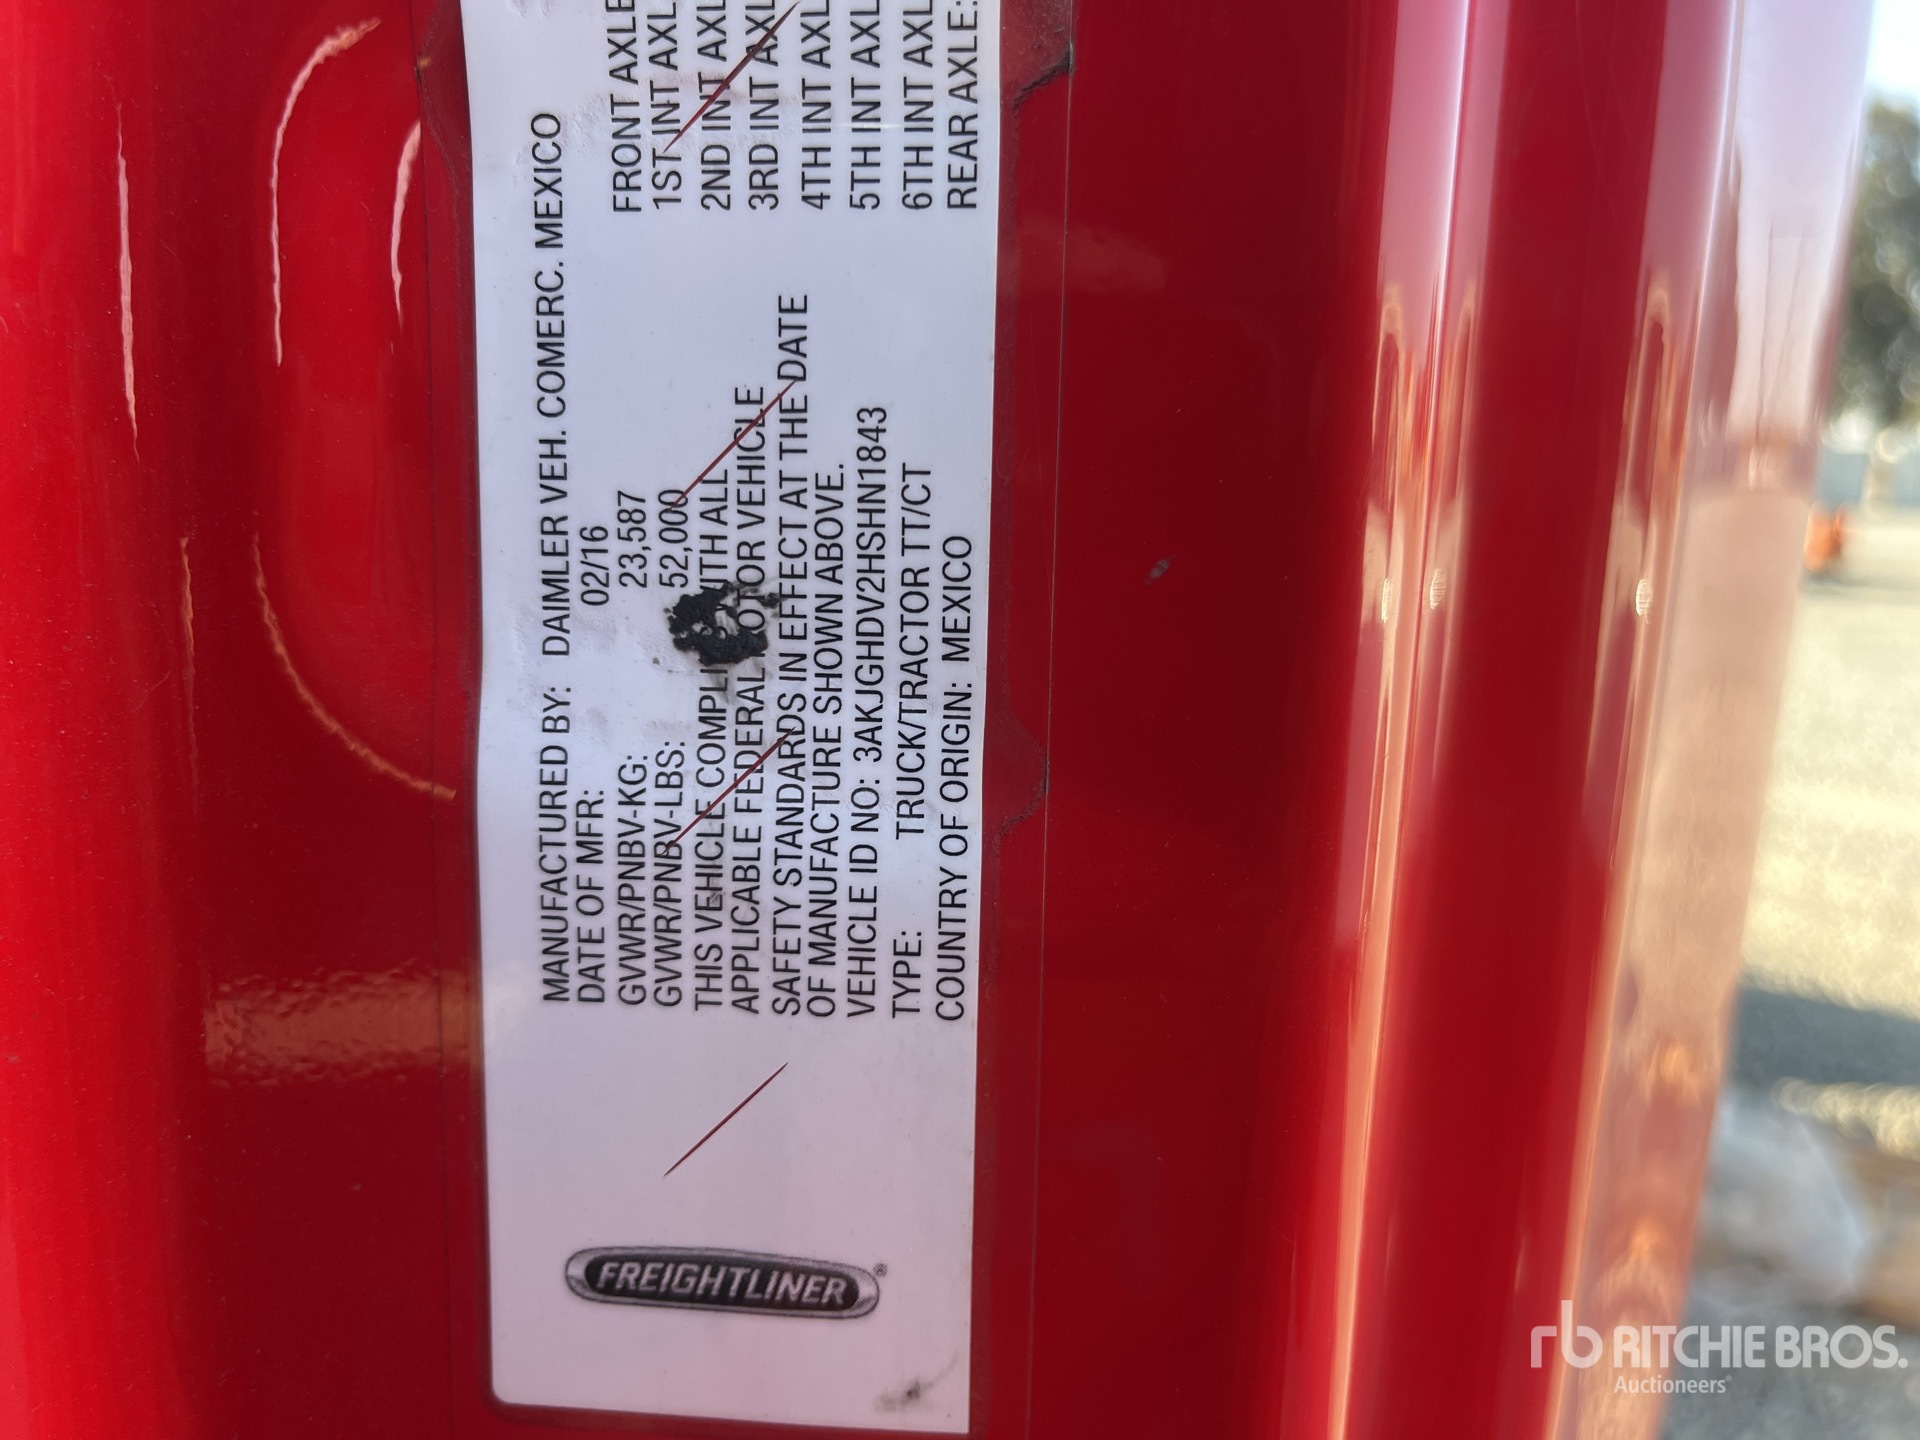 FREIGHTLINER®
MANUFACTURED BY: DAIMLER VEH. COMERC. MEXICO
DATE OF MFR: 02/16
GVWR/PNBV-KG: 23,587
GVWR/PNBV-LBS: 52,000
THIS VEHICLE COMPLI WITH ALL
APPLICABLE FEDERAL MOTOR VEHICLE
SAFETY STANDARDS IN EFFECT AT THE DATE
OF MANUFACTURE SHOWN ABOVE.
VEHICLE ID NO: 3AKJGHDV2HSHN1843
TYPE: TRUCK/TRACTOR TT/CT
COUNTRY OF ORIGIN: MEXICO
FRONT AXLE
1ST INT AXL
2ND INT AXL
3RD INT AXL
4TH INT AXL
5TH INT AXL
6TH INT AXL
REAR AXLE:
rb RITCHIE BROS.
Auctioneers